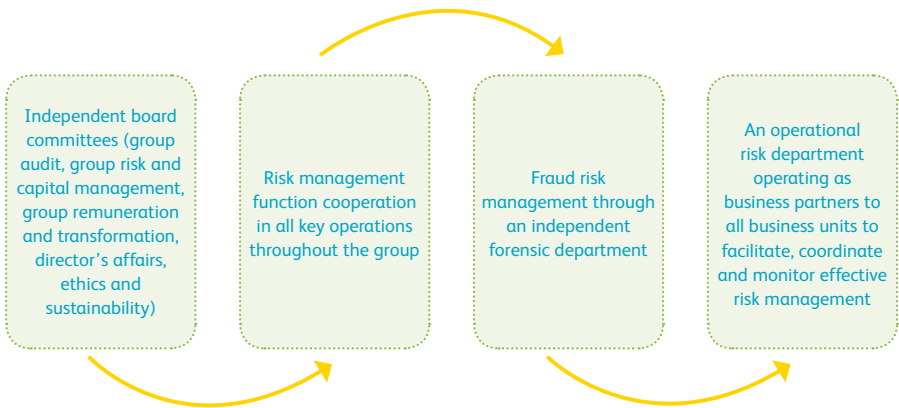 Independent board
committees (group
audit, group risk and
capital management,
group remuneration
and transformation,
director's affairs,
ethics and
sustainability)
Risk management
function cooperation
in all key operations
throughout the group
Fraud risk
management through
an independent
forensic department
An operational
risk department
operating as
business partners to
all business units to
facilitate, coordinate
and monitor effective
risk management